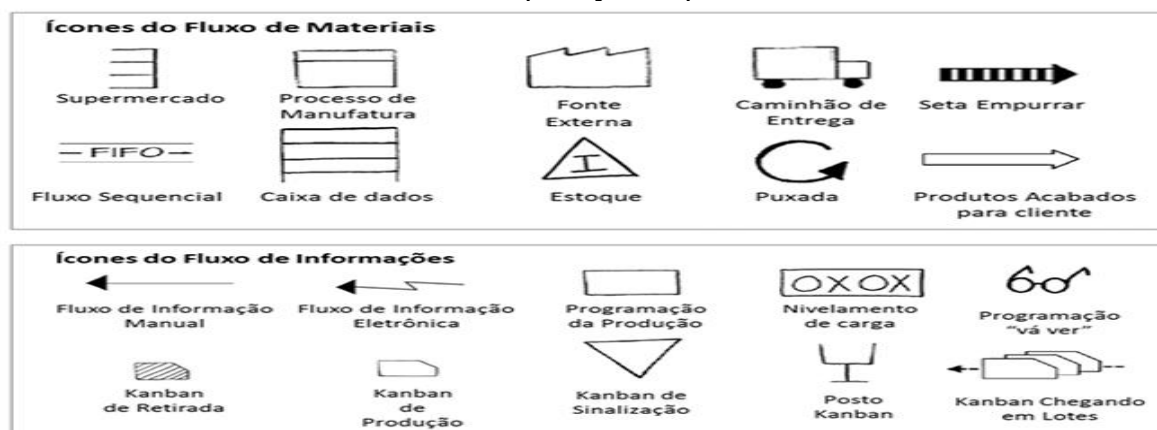 Ícones do Fluxo de Materiais
Supermercado
Processo de
Manufatura
Fonte
Externa
Caminhão de
Entrega
Seta Empurrar
FIFO
I
Fluxo Sequencial
Caixa de dados
Estoque
Puxada
Produtos Acabados
para cliente
Ícones do Fluxo de Informações
OXOX
Fluxo de Informação
Manual
Fluxo de Informação
Eletrônica
Programação
da Produção
Nivelamento
de carga
Programação
"vá ver"
Kanban
de Retirada
Kanban
de
Produção
Kanban de
Sinalização
Posto
Kanban
Kanban Chegando
em Lotes